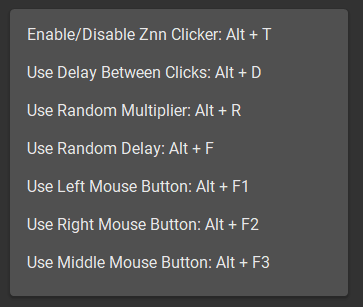 Enable/Disable Znn Clicker: Alt + T
Use Delay Between Clicks: Alt + D
Use Random Multiplier: Alt + R
Use Random Delay: Alt + F
Use Left Mouse Button: Alt + F1
Use Right Mouse Button: Alt + F2
Use Middle Mouse Button: Alt + F3